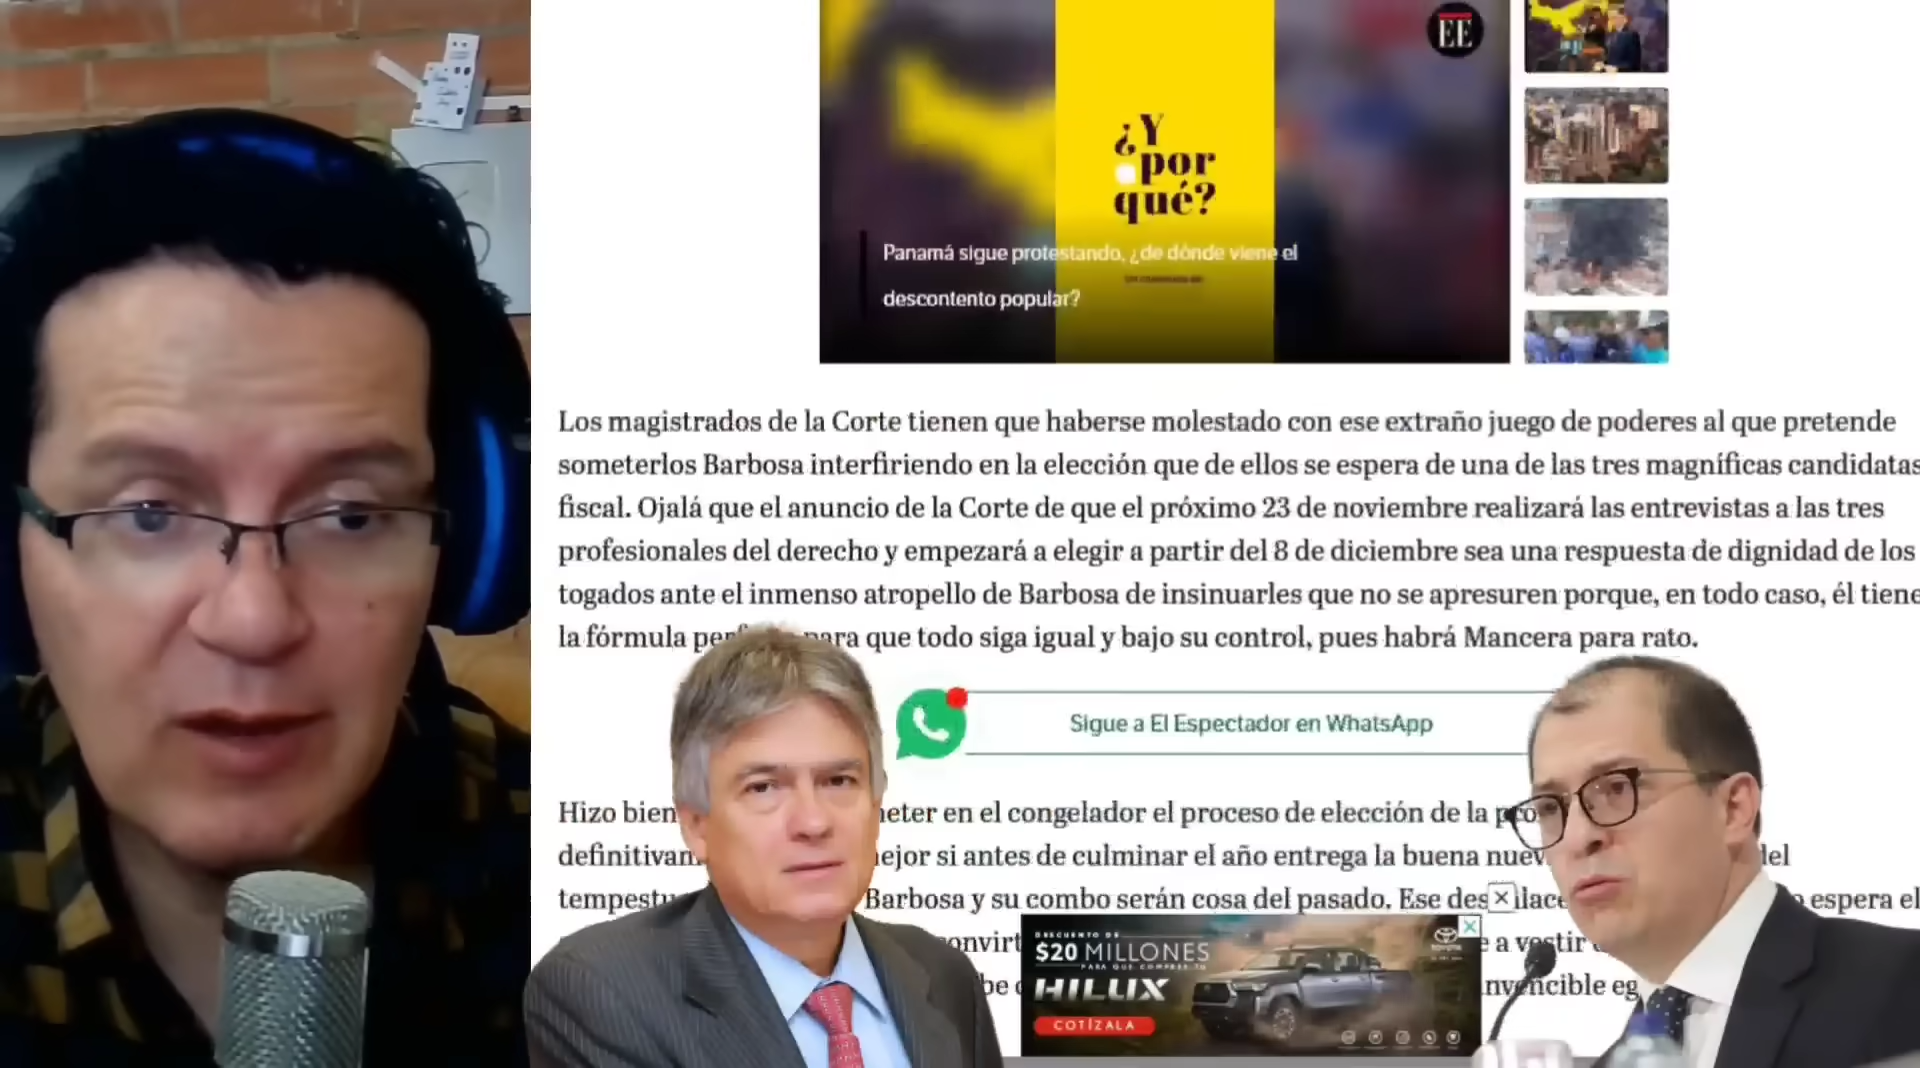 EE
¿Y
por
qué?
Panamá sigue protestando, ¿de dónde viene el
descontento popular?
Los magistrados de la Corte tienen que haberse molestado con ese extraño juego de poderes al que pretende
someterlos Barbosa interfiriendo en la elección que de ellos se espera de una de las tres magníficas candidatas
fiscal. Ojalá que el anuncio de la Corte de que el próximo 23 de noviembre realizará las entrevistas a las tres
profesionales del derecho y empezará a elegir a partir del 8 de diciembre sea una respuesta de dignidad de los
togados ante el inmenso atropello de Barbosa de insinuarles que no se apresuren porque, en todo caso, él tiene
la fórmula para que todo siga igual y bajo su control, pues habrá Mancera para rato.
Sigue a El Espectador en WhatsApp
Hizo bien en el congelador el proceso de elección de la
si antes de culminar el año entrega la buena
Barbosa y su combo serán cosa del pasado. Ese espera el
a vestir
invencible
DESCUENTO DE
$20 MILLONES
PARA QUE COMPRES TU
HILUX
COTÍZALA
TOYOTA